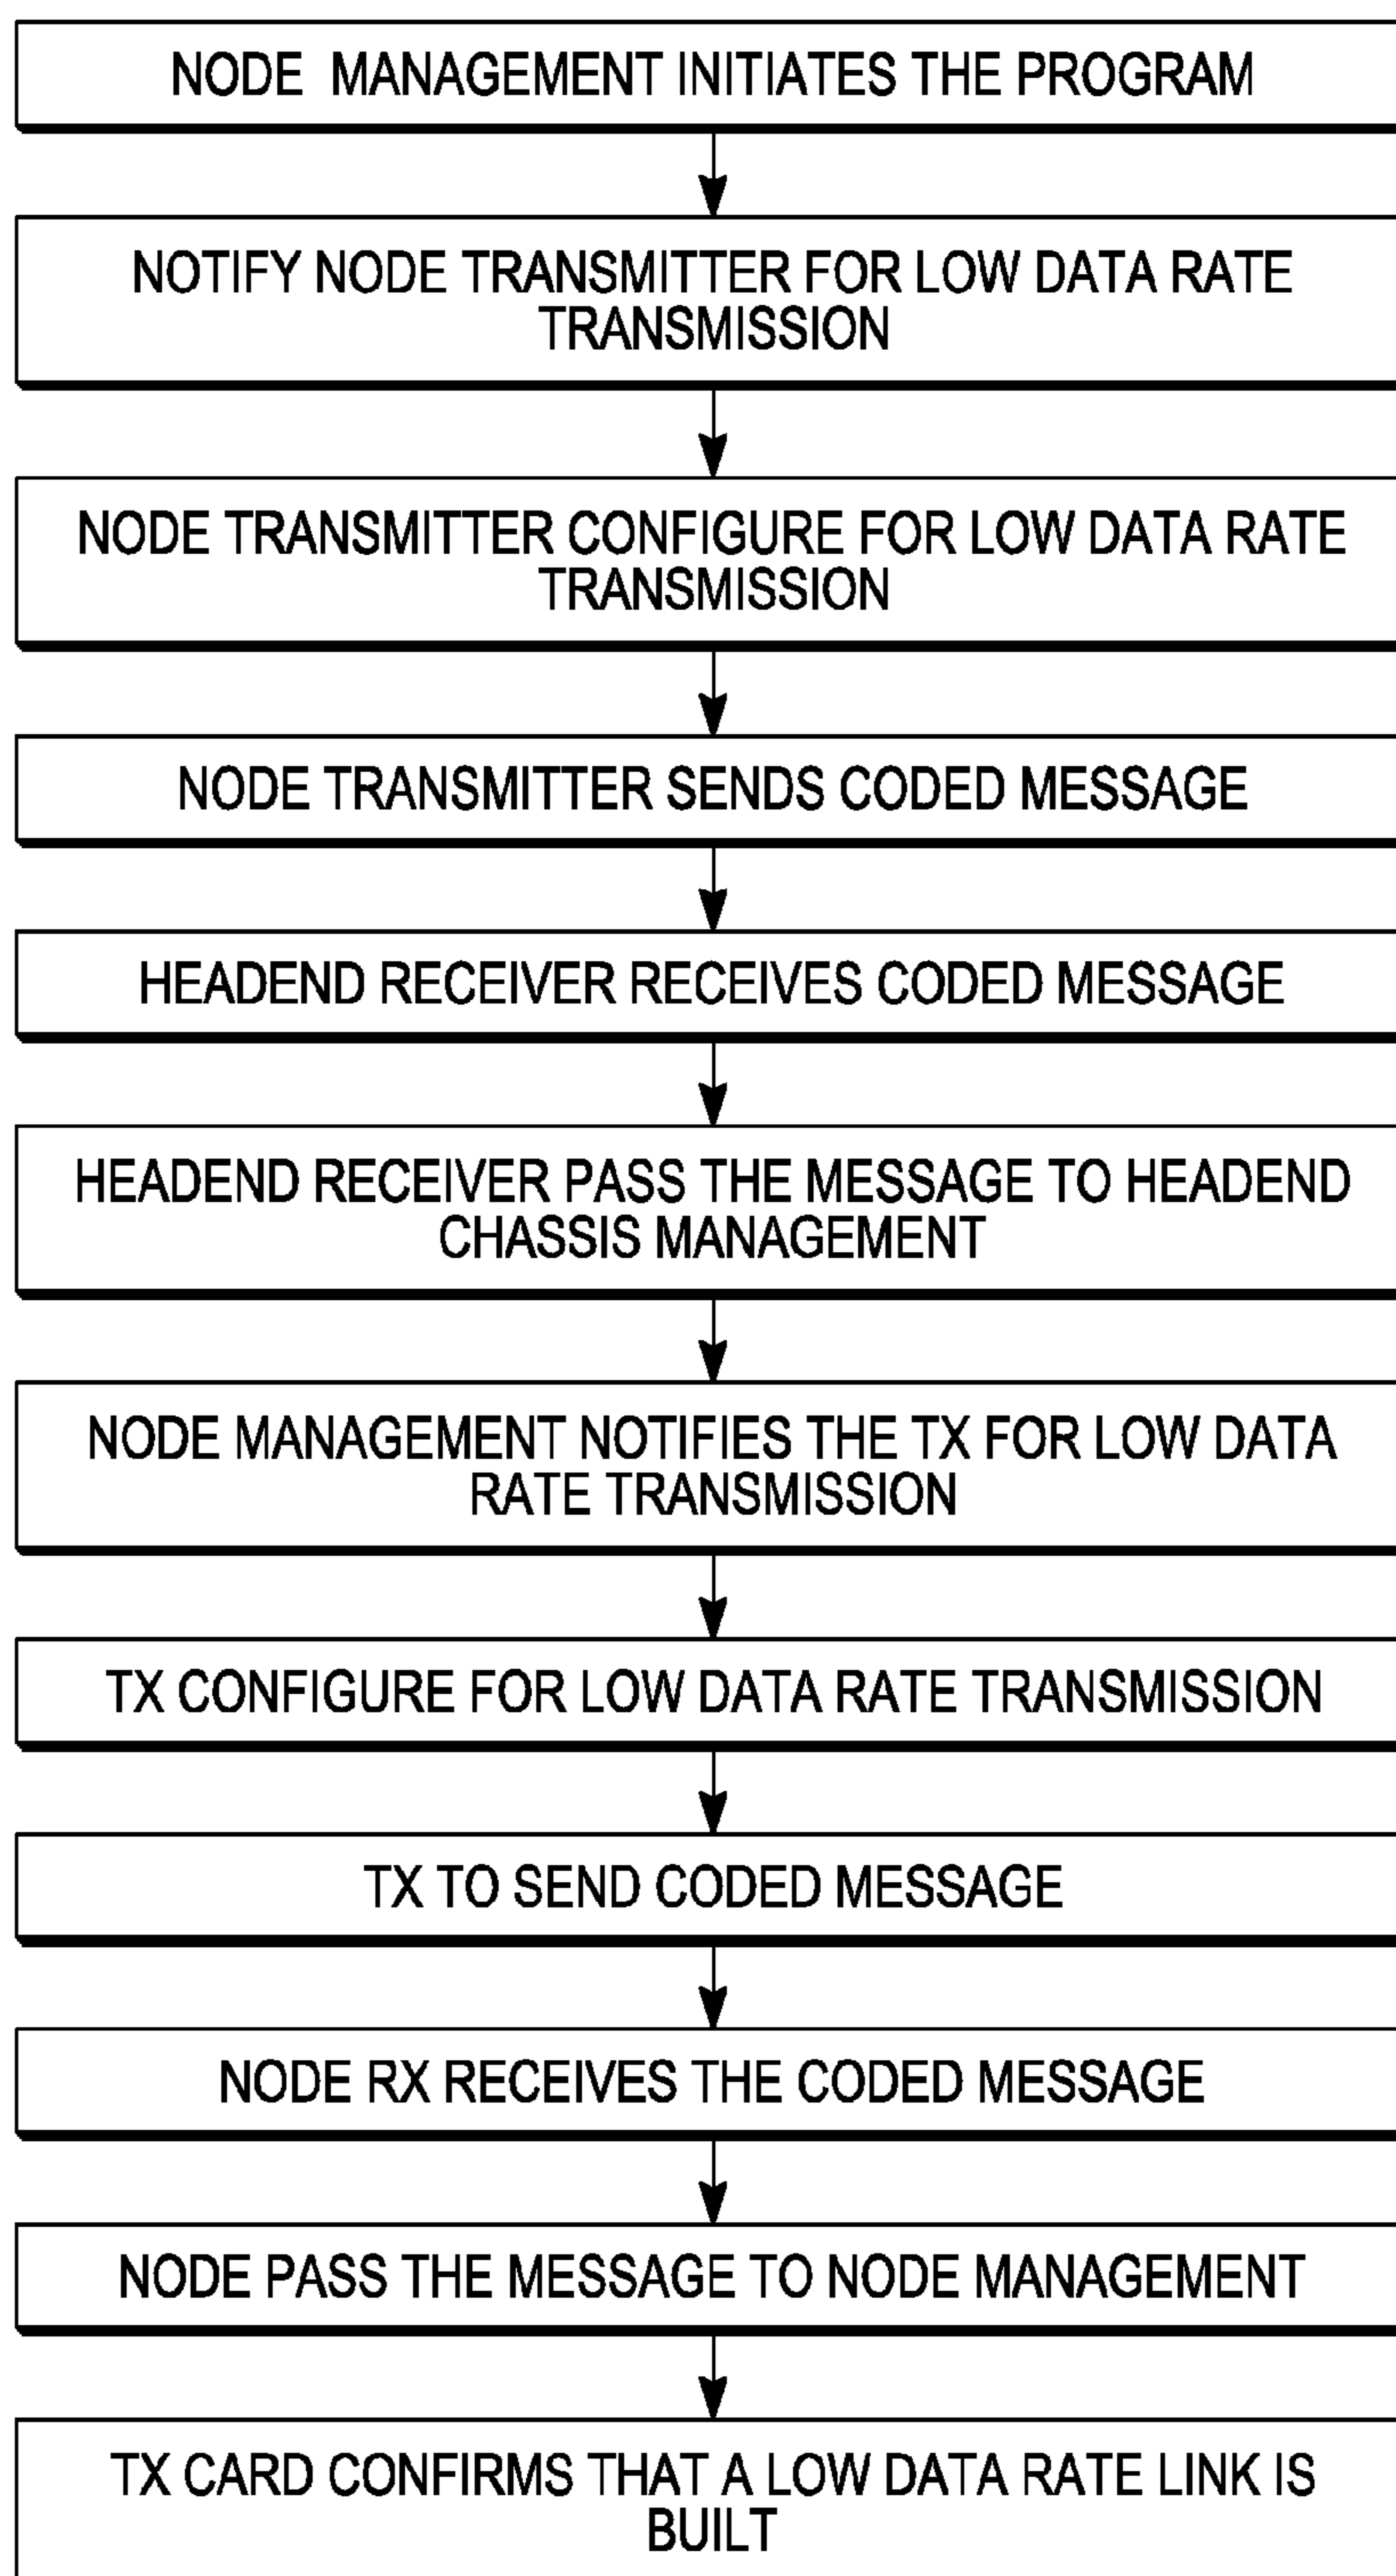 NODE MANAGEMENT INITIATES THE PROGRAM
NOTIFY NODE TRANSMITTER FOR LOW DATA RATE
TRANSMISSION
NODE TRANSMITTER CONFIGURE FOR LOW DATA RATE
TRANSMISSION
NODE TRANSMITTER SENDS CODED MESSAGE
HEADEND RECEIVER RECEIVES CODED MESSAGE
HEADEND RECEIVER PASS THE MESSAGE TO HEADEND
CHASSIS MANAGEMENT
NODE MANAGEMENT NOTIFIES THE TX FOR LOW DATA
RATE TRANSMISSION
TX CONFIGURE FOR LOW DATA RATE TRANSMISSION
TX TO SEND CODED MESSAGE
NODE RX RECEIVES THE CODED MESSAGE
NODE PASS THE MESSAGE TO NODE MANAGEMENT
TX CARD CONFIRMS THAT A LOW DATA RATE LINK IS
BUILT